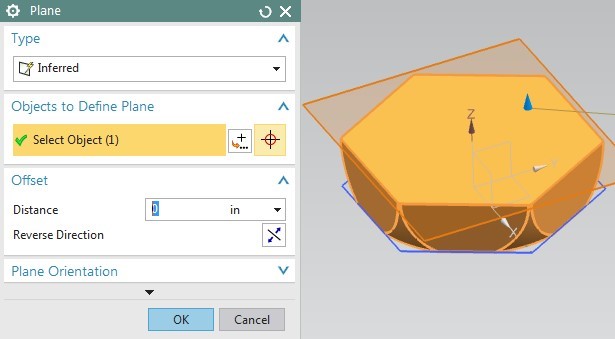 Plane
Type
Inferred
Objects to Define Plane
Select Object (1)
Offset
Distance 0 in
Reverse Direction
Plane Orientation
OK Cancel
Z
X